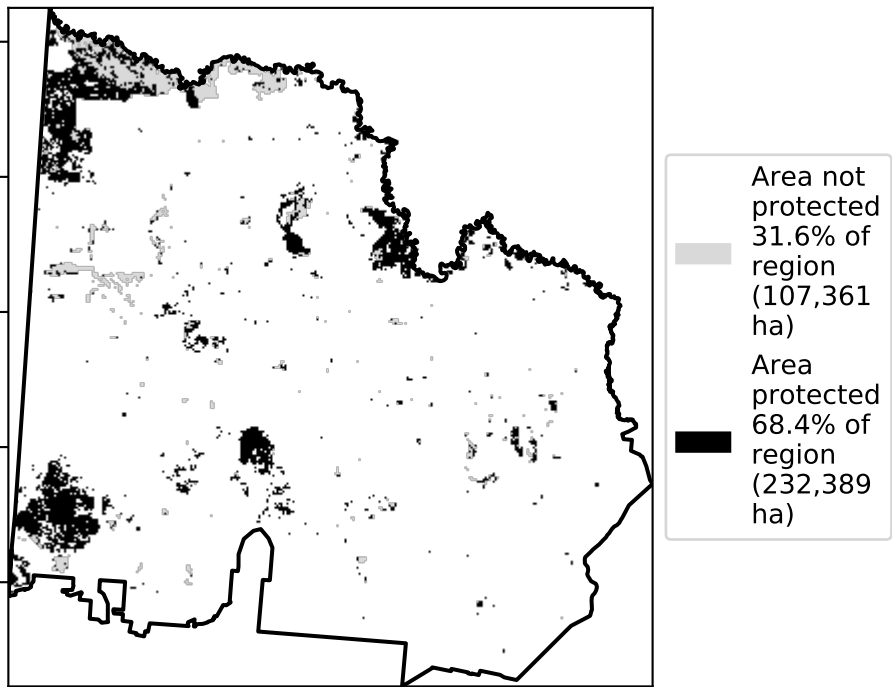 Area not
protected
31.6% of
region
(107,361
ha)
Area
protected
68.4% of
region
(232,389
ha)